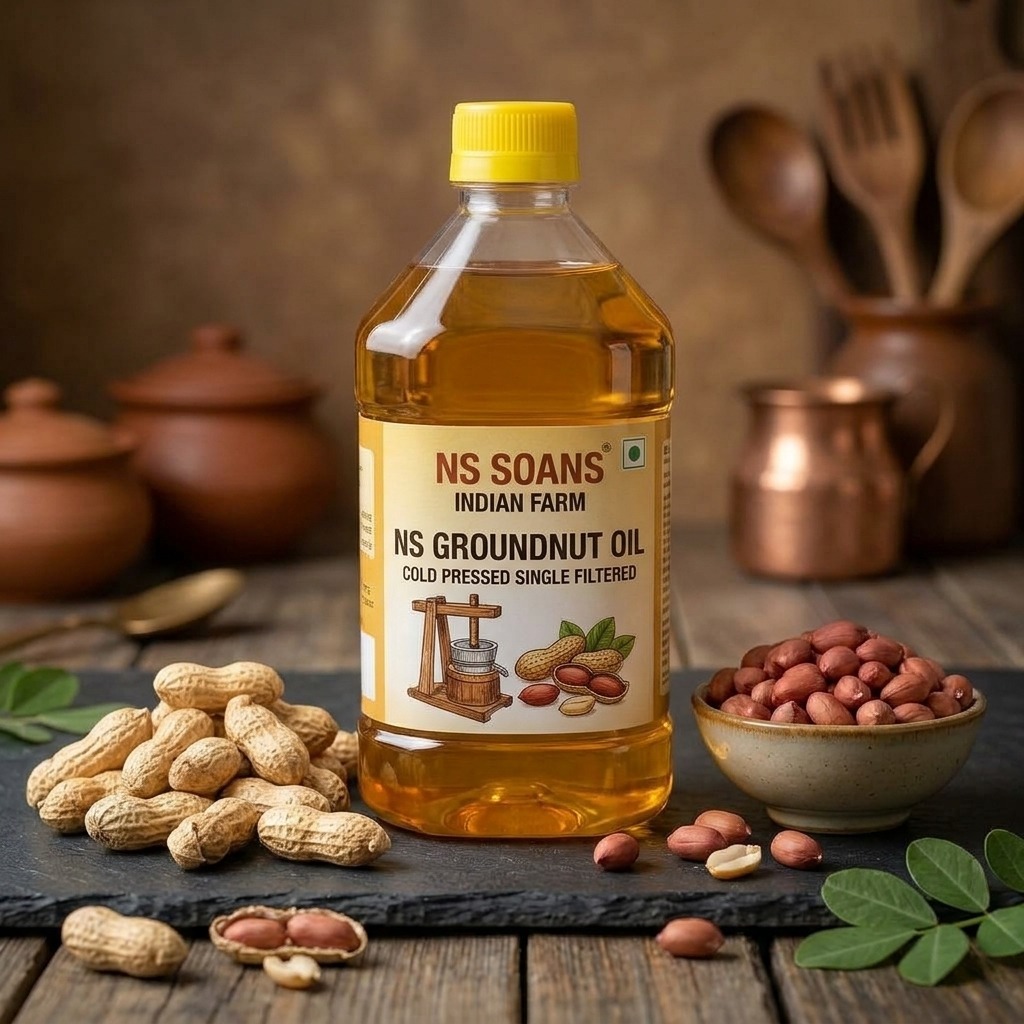 NS SOANS®
INDIAN FARM
NS GROUNDNUT OIL
COLD PRESSED SINGLE FILTERED